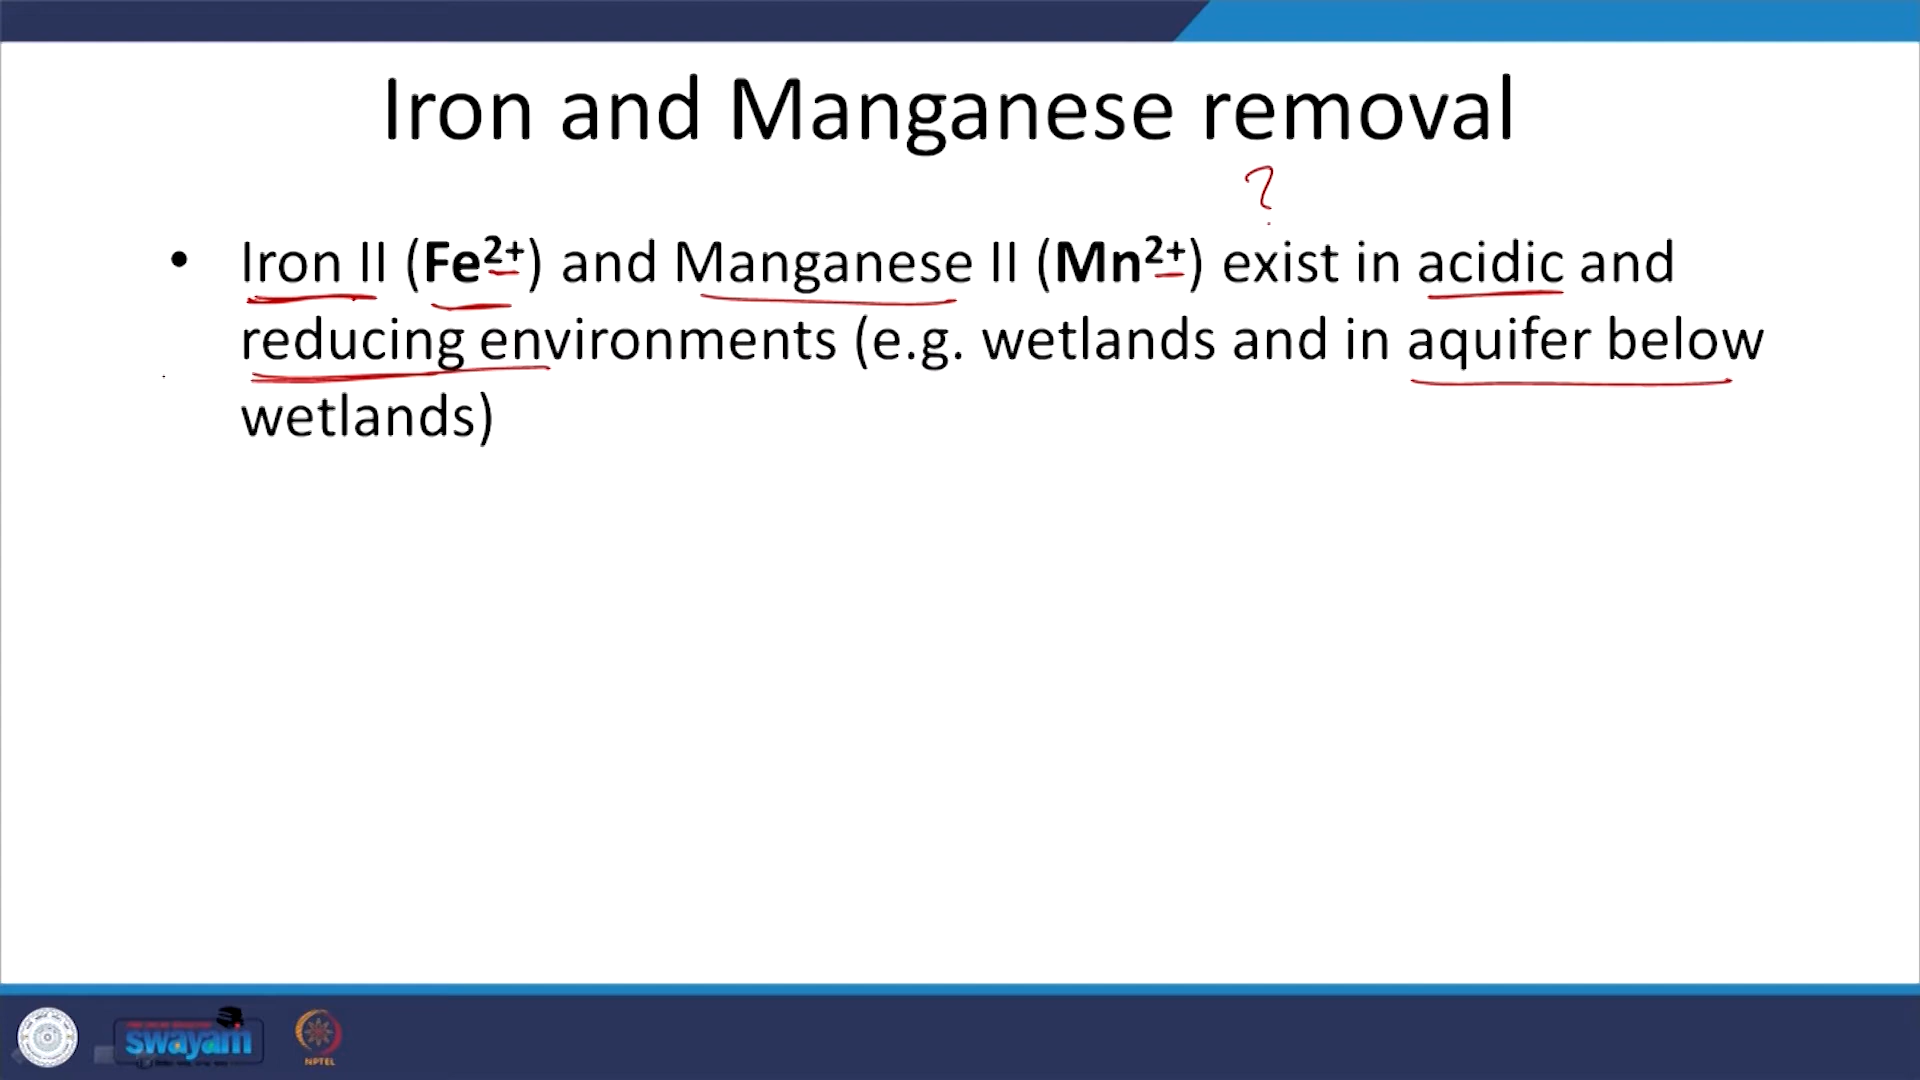 Iron and Manganese removal
?
• Iron II (Fe²⁺) and Manganese II (Mn²⁺) exist in acidic and
reducing environments (e.g. wetlands and in aquifer below
wetlands)
swayam
NPTEL